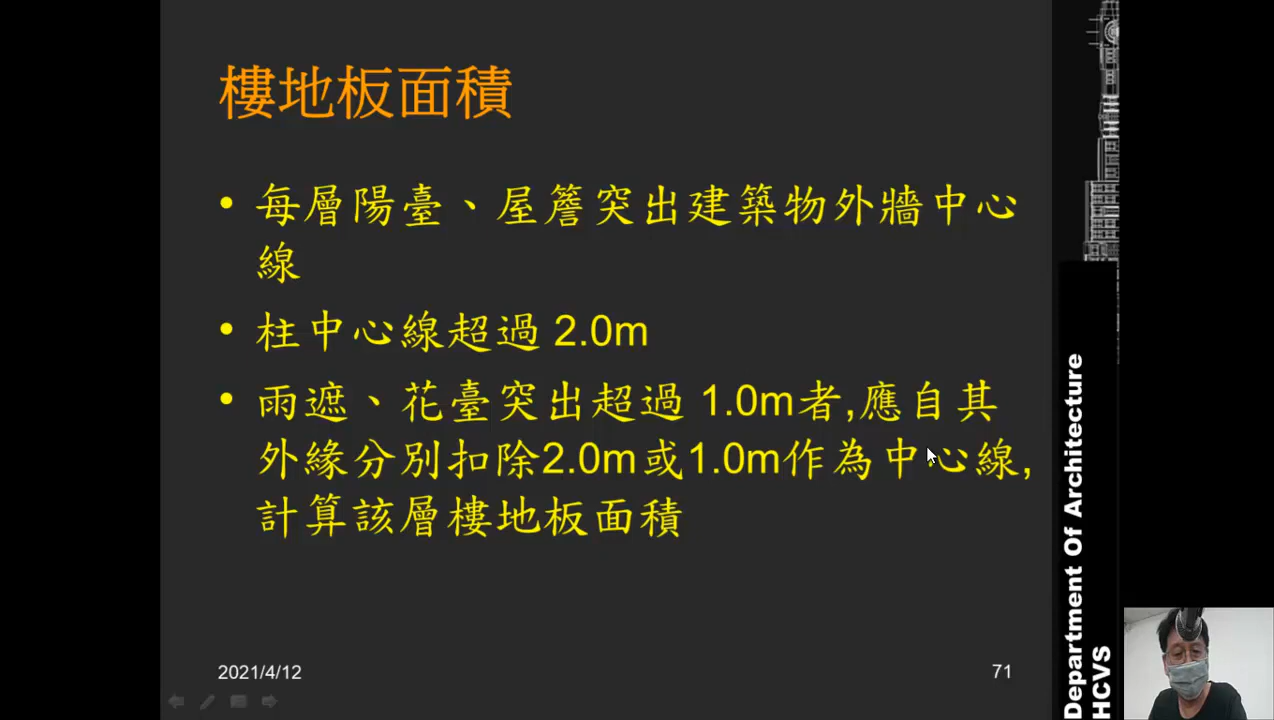 樓地板面積
• 每層陽臺、屋簷突出建築物外牆中心
線
• 柱中心線超過 2.0m
• 雨遮、花臺突出超過 1.0m者,應自其
外緣分別扣除2.0m或1.0m作為中心線,
計算該層樓地板面積
2021/4/12
71
Department Of Architecture
HCVS